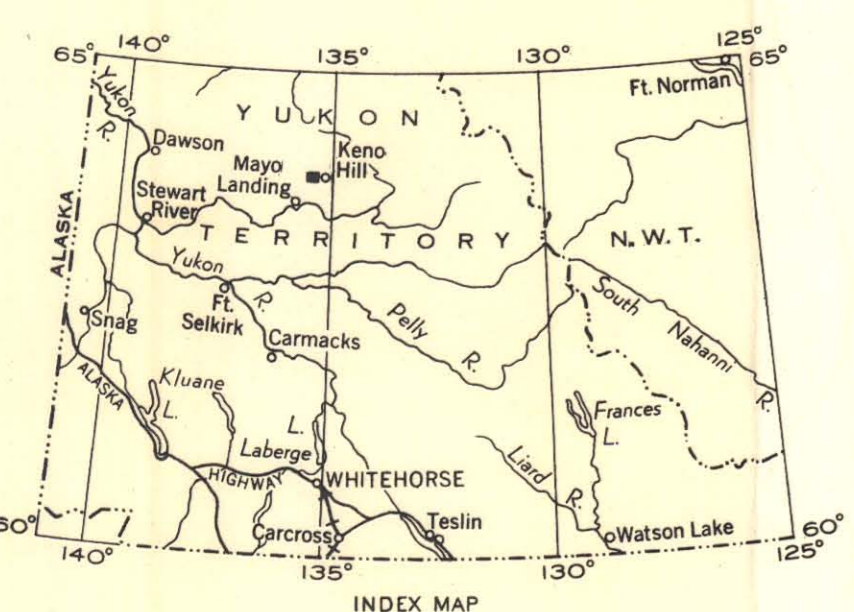 65° 140° 135° 130° 125° 65°
Ft. Norman
Yukon R.
YUKON
Dawson
Keno Hill
Mayo Landing
Stewart River
TERRITORY
N.W.T.
ALASKA
Yukon R.
South Nahanni R.
Ft. Selkirk
Pelly R.
Snag
Carmacks
ALASKA HIGHWAY
Kluane L.
L. Laberge
Frances L.
Liard R.
WHITEHORSE
Carcross
Teslin
Watson Lake
60° 140° 135° 130° 125° 60°
INDEX MAP